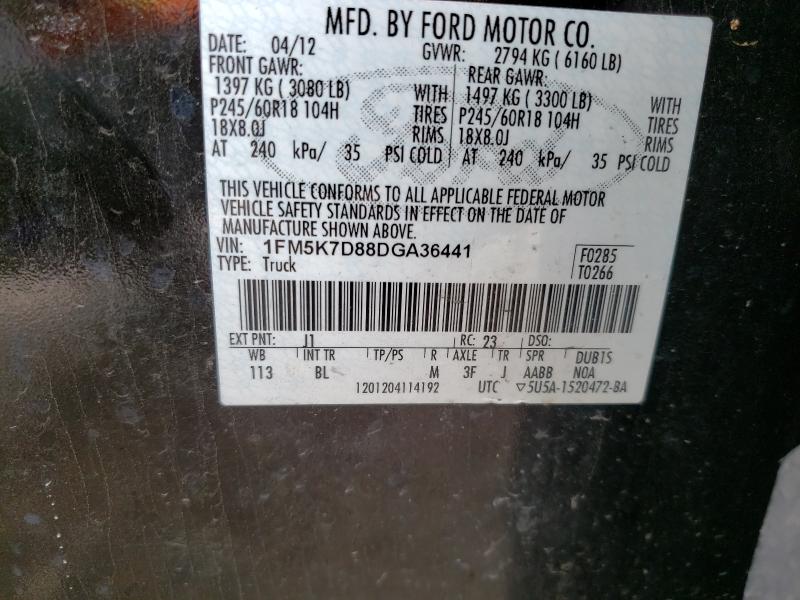 MFD. BY FORD MOTOR CO.
DATE: 04/12 GVWR: 2794 KG ( 6160 LB)
FRONT GAWR: REAR GAWR:
1397 KG ( 3080 LB) WITH 1497 KG ( 3300 LB) WITH
P245/60R18 104H TIRES P245/60R18 104H TIRES
18X8.0J RIMS 18X8.0J RIMS
AT 240 kPa/ 35 PSI COLD AT 240 kPa/ 35 PSI COLD
THIS VEHICLE CONFORMS TO ALL APPLICABLE FEDERAL MOTOR
VEHICLE SAFETY STANDARDS IN EFFECT ON THE DATE OF
MANUFACTURE SHOWN ABOVE.
VIN: 1FM5K7D88DGA36441 F0285
TYPE: Truck T0266
EXT PNT: J1 RC: 23 DSO:
WB INT TR TP/PS R AXLE TR SPR DUB1S
113 BL M 3F J AABB NOA
1201204114192 UTC ▽5U5A-1520472-BA